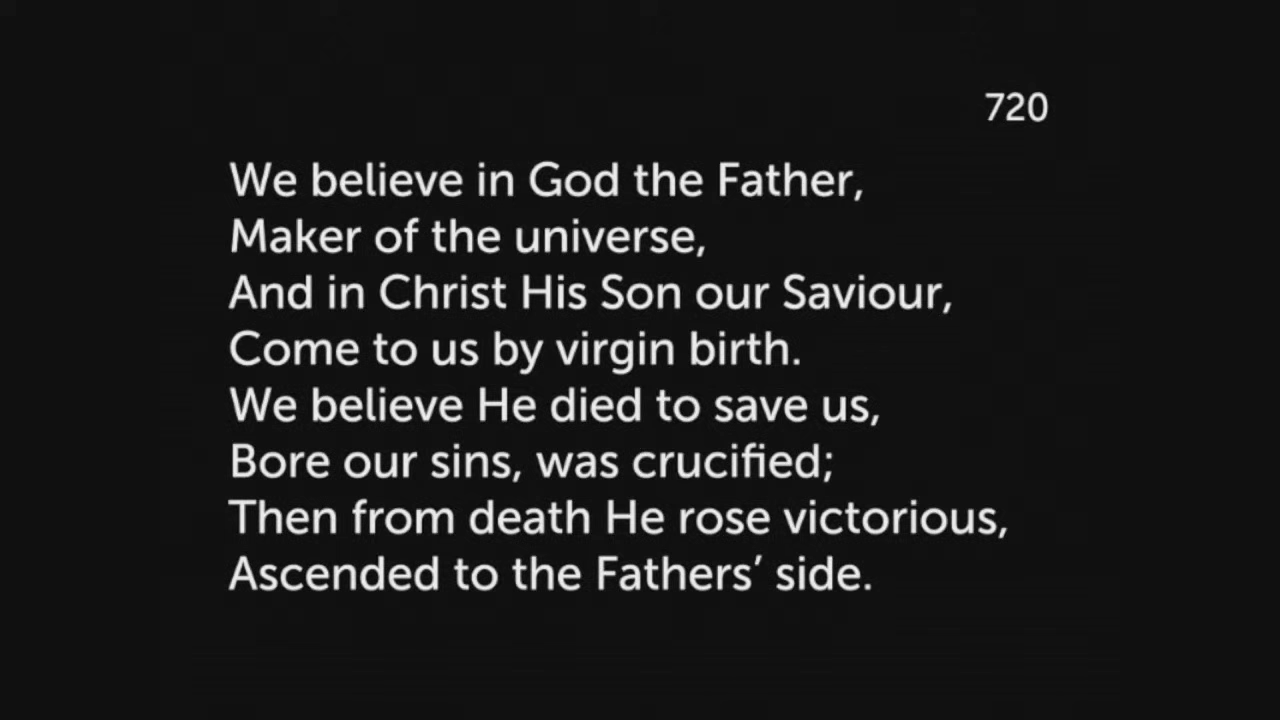 720
We believe in God the Father,
Maker of the universe,
And in Christ His Son our Saviour,
Come to us by virgin birth.
We believe He died to save us,
Bore our sins, was crucified;
Then from death He rose victorious,
Ascended to the Fathers’ side.